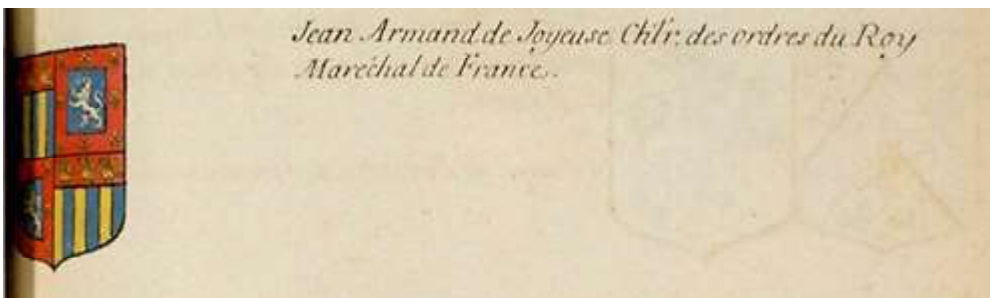 Jean Armand de Joyeuse Chlr. des ordres du Roy
Maréchal de France.